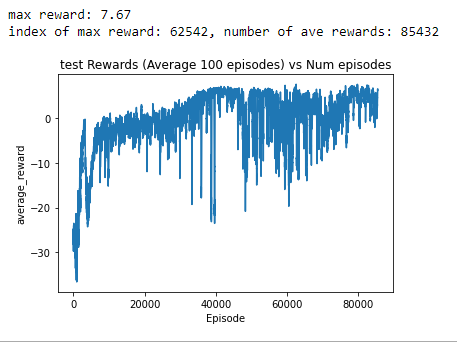 max reward: 7.67
index of max reward: 62542, number of ave rewards: 85432
test Rewards (Average 100 episodes) vs Num episodes
average_reward
0
−10
−20
−30
0
20000
40000
60000
80000
Episode